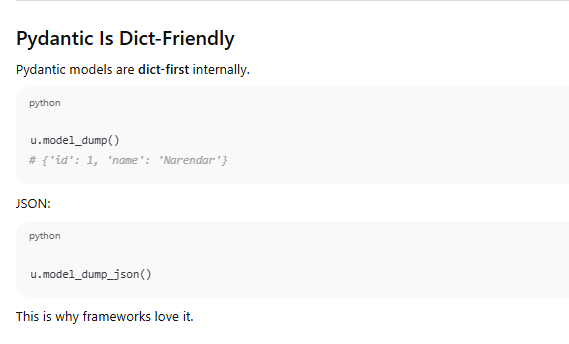 Pydantic Is Dict-Friendly
Pydantic models are dict-first internally.
python
u.model_dump()
# {'id': 1, 'name': 'Narendar'}
JSON:
python
u.model_dump_json()
This is why frameworks love it.